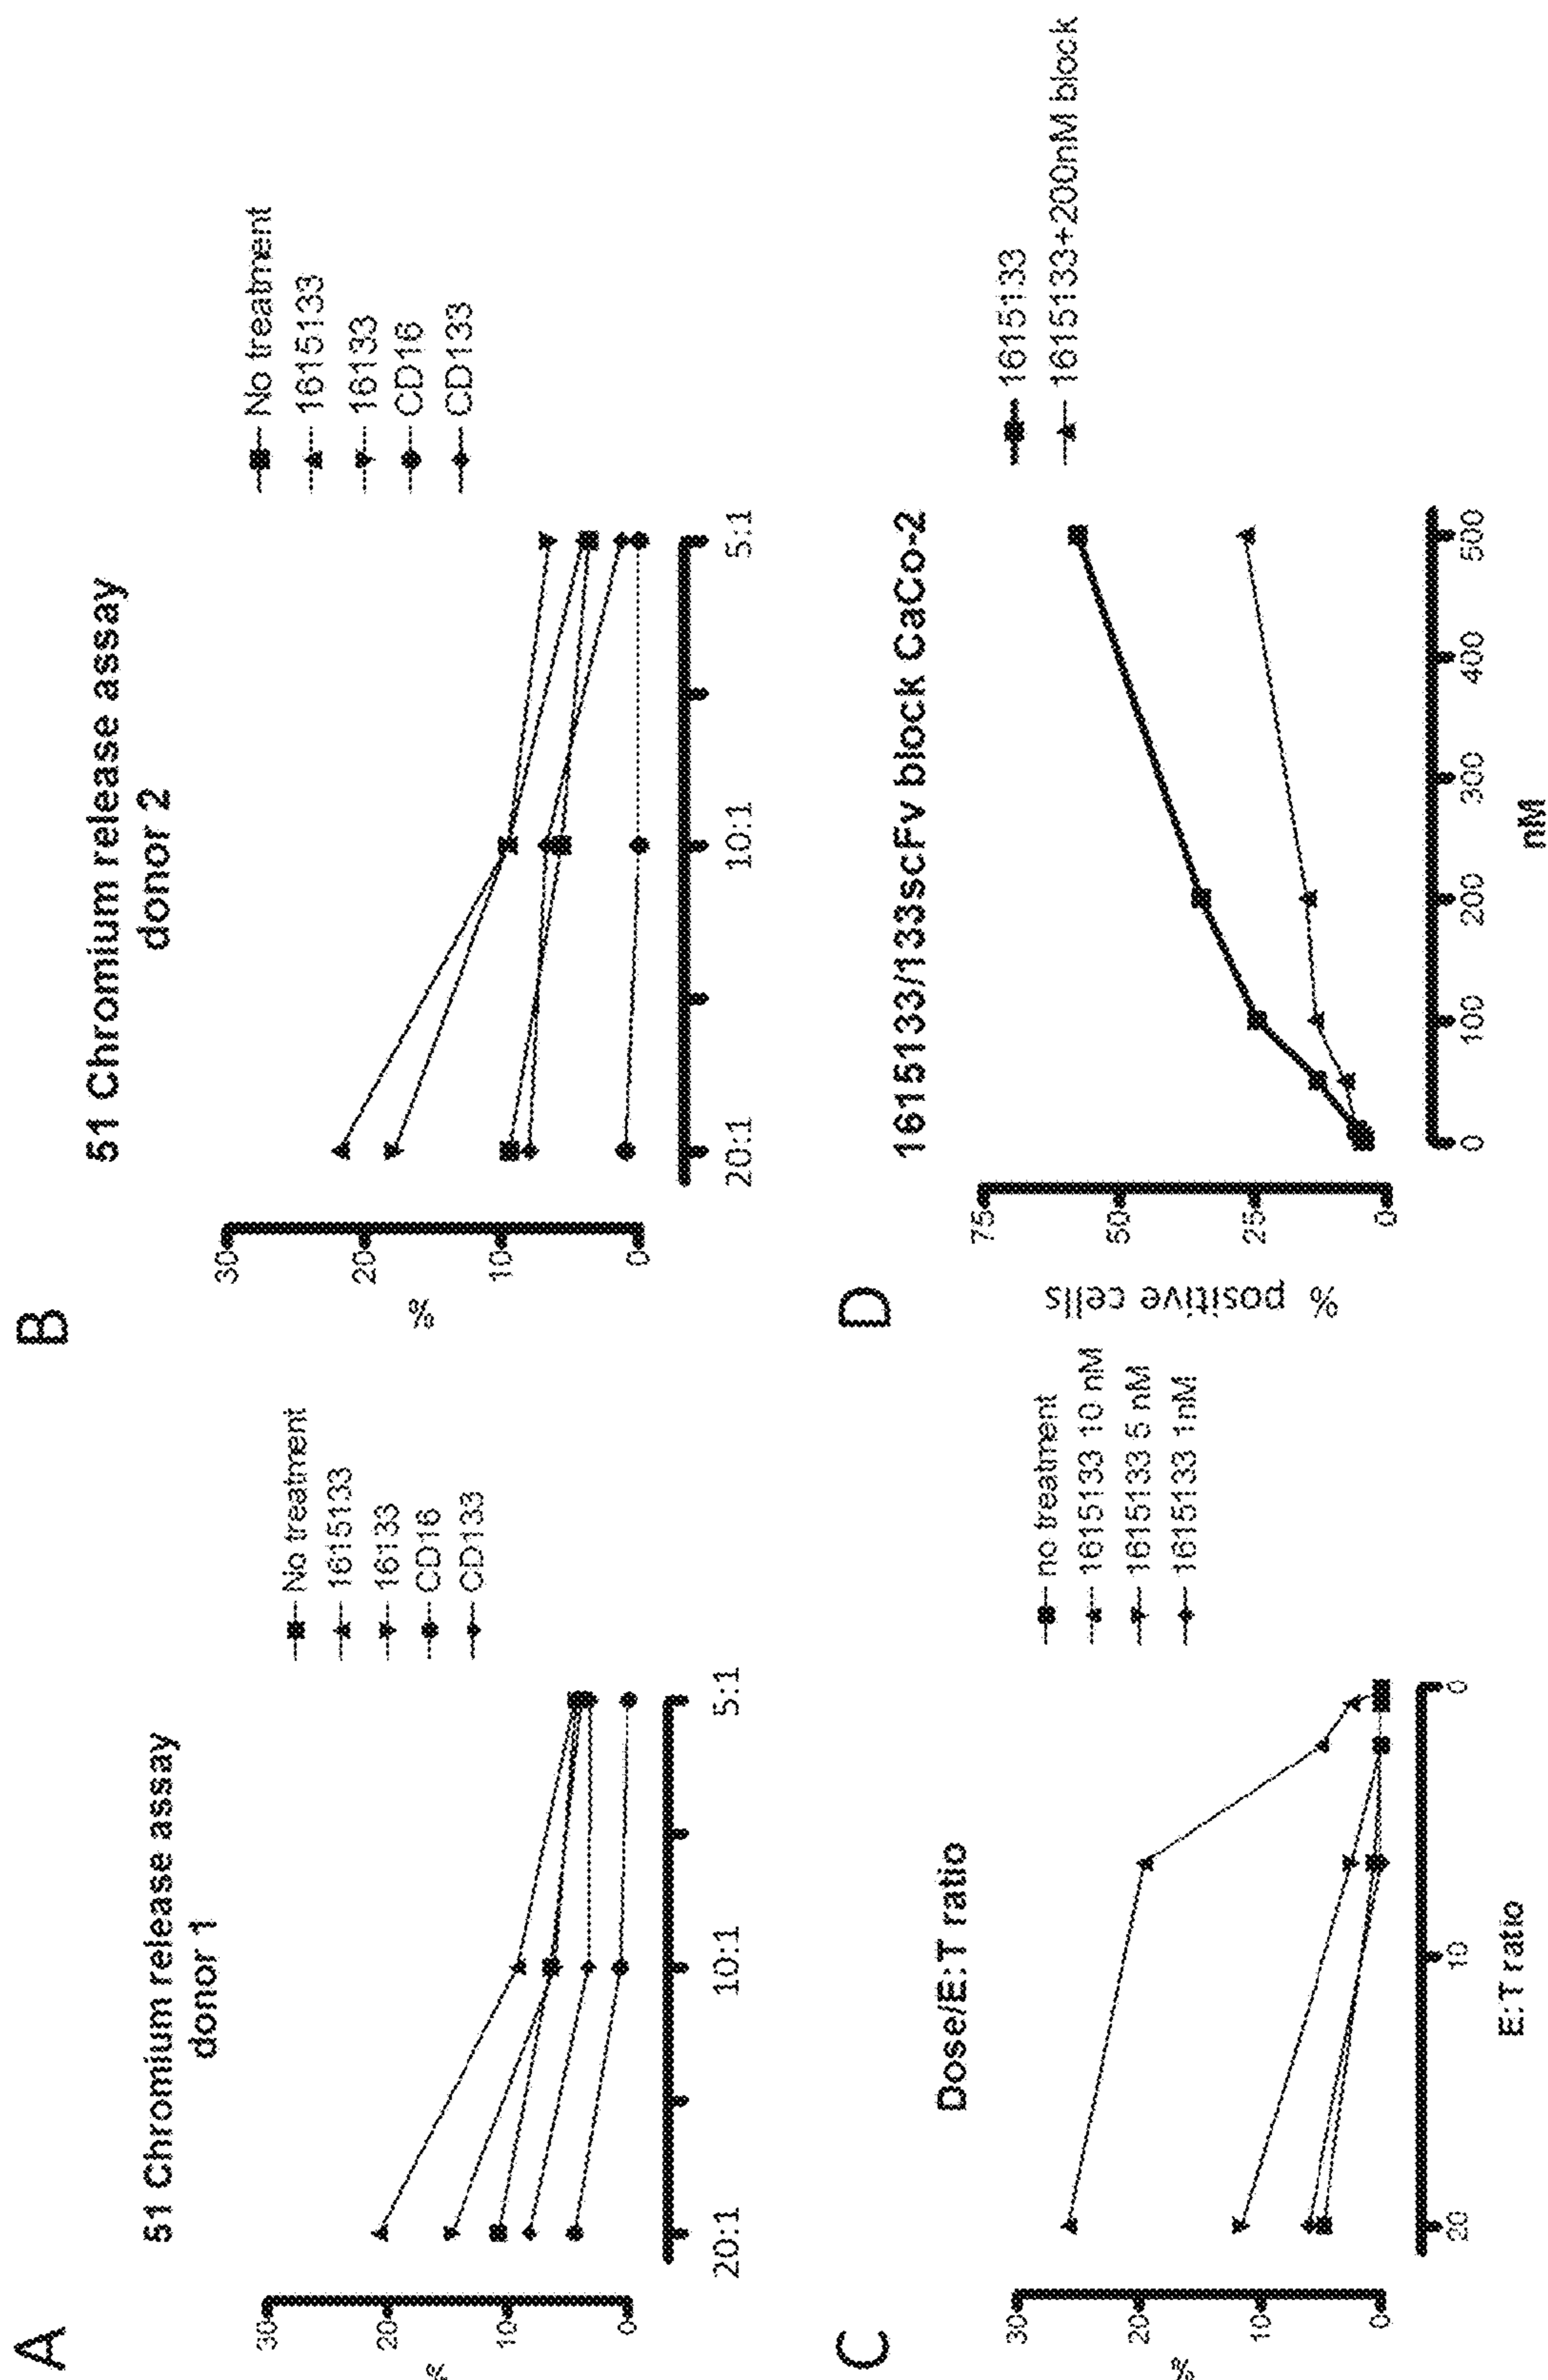 A
51 Chromium release assay
donor 1
30
20
10
0
%
20:1
10:1
5:1
No treatment
1615133
16133
CD16
CD133
B
51 Chromium release assay
donor 2
30
20
10
0
%
20:1
10:1
5:1
No treatment
1615133
16133
CD16
CD133
C
Dose/E:T ratio
30
20
10
0
%
20
10
0
E:T ratio
no treatment
1615133 10 nM
1615133 5 nM
1615133 1nM
D
1615133/133scFv block CaCo-2
75
50
25
0
% positive cells
0
100
200
300
400
500
nM
1615133
1615133+200nM block